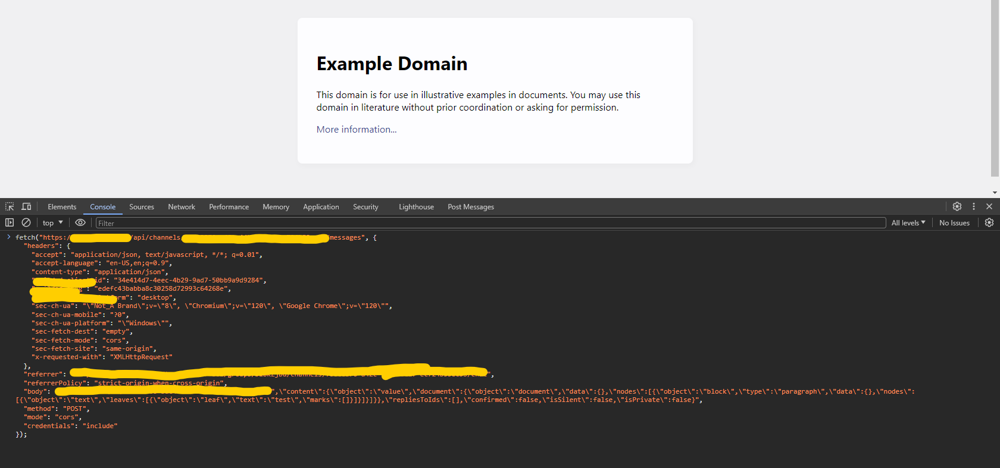 Example Domain
This domain is for use in illustrative examples in documents. You may use this
domain in literature without prior coordination or asking for permission.
More information...
Elements Console Sources Network Performance Memory Application Security Lighthouse Post Messages
top Filter All levels No Issues
fetch("https:/ /api/channels messages", {
"headers": {
"accept": "application/json, text/javascript, */*; q=0.01",
"accept-language": "en-US,en;q=0.9",
"content-type": "application/json",
id": "34e414d7-4eec-4b29-9ad7-50bb9a9d9284",
": "edefc43babba8c30258d72993c64268e",
rm": "desktop",
"sec-ch-ua": "\"Not_A Brand\";v=\"8\", \"Chromium\";v=\"120\", \"Google Chrome\";v=\"120\"",
"sec-ch-ua-mobile": "?0",
"sec-ch-ua-platform": "\"Windows\"",
"sec-fetch-dest": "empty",
"sec-fetch-mode": "cors",
"sec-fetch-site": "same-origin",
"x-requested-with": "XMLHttpRequest"
},
"referrer": ",
"referrerPolicy": "strict-origin-when-cross-origin",
"body": ",\"content\":{\"object\":\"value\",\"document\":{\"object\":\"document\",\"data\":{},\"nodes\":[{\"object\":\"block\",\"type\":\"paragraph\",\"data\":{},\"nodes\":
[{\"object\":\"text\",\"leaves\":[{\"object\":\"leaf\",\"text\":\"test\",\"marks\":[]}]}]}]}},\"repliesToIds\":[],\"confirmed\":false,\"isSilent\":false,\"isPrivate\":false}",
"method": "POST",
"mode": "cors",
"credentials": "include"
});